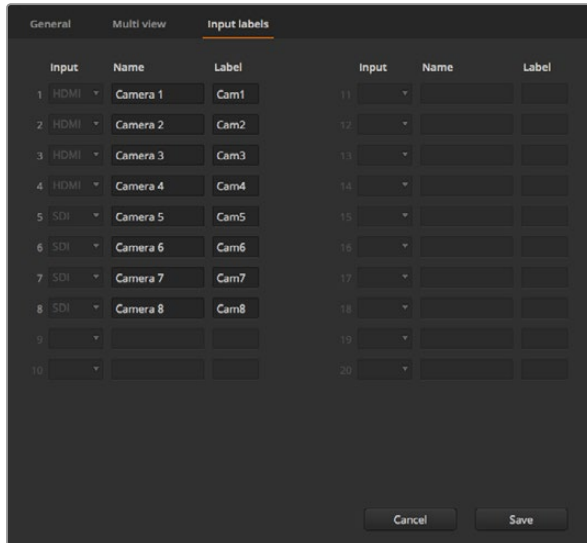 General Multi view Input labels
Input Name Label Input Name Label
1 HDMI Camera 1 Cam1 11
2 HDMI Camera 2 Cam2 12
3 HDMI Camera 3 Cam3 13
4 HDMI Camera 4 Cam4 14
5 SDI Camera 5 Cam5 15
6 SDI Camera 6 Cam6 16
7 SDI Camera 7 Cam7 17
8 SDI Camera 8 Cam8 18
9 19
10 20
Cancel Save